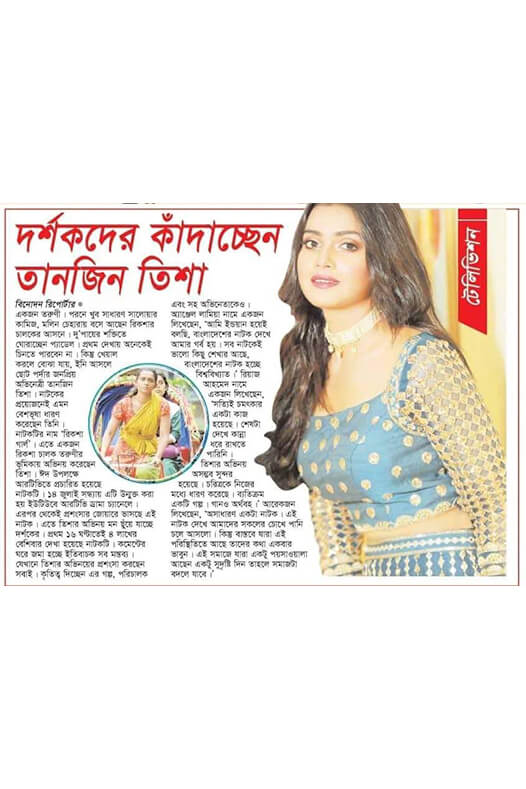 দর্শকদের কাঁদাচ্ছেন
তানজিন তিশা
টেলিভিশন
বিনোদন রিপোর্টার *
একজন তরুণী। পরনে খুব সাধারণ সালোয়ার
কামিজ, মলিন চেহারায় বসে আছেন রিকশার
চালকের আসনে। দু'পায়ের শক্তিতে
ঘোরাচ্ছেন প্যাডেল। প্রথম দেখায় অনেকেই
চিনতে পারবেন না। কিন্তু খেয়াল
করলে বোঝা যায়, ইনি আসলে
ছোট পর্দার জনপ্রিয়
অভিনেত্রী তানজিন
তিশা। নাটকের
প্রয়োজনেই এমন
বেশভূষা ধারণ
করেছেন তিনি।
নাটকটির নাম 'রিকশা
গার্ল'। এতে একজন
রিকশা চালক তরুণীর
ভূমিকায় অভিনয় করেছেন
তিশা। ঈদ উপলক্ষে
আরটিভিতে প্রচারিত হয়েছে
নাটকটি। ১৪ জুলাই সন্ধ্যায় এটি উন্মুক্ত করা
হয় ইউটিউবে আরটিভি ড্রামা চ্যানেলে।
এরপর থেকেই প্রশংসার জোয়ারে ভাসছে এই
নাটক। এতে তিশার অভিনয় মন ছুঁয়ে যাচ্ছে
দর্শকের। প্রথম ১৬ ঘণ্টাতেই ৪ লাখের
বেশিবার দেখা হয়েছে নাটকটি। কমেন্টের
ঘরে জমা হচ্ছে ইতিবাচক সব মন্তব্য।
যেখানে তিশার অভিনয়ের প্রশংসা করছেন
সবাই। কৃতিত্ব দিচ্ছেন এর গল্প, পরিচালক
এবং সহ অভিনেতাকেও।
অ্যাঞ্জেল লামিয়া নামে একজন
লিখেছেন, 'আমি ইন্ডিয়ান হয়েই
বলছি, বাংলাদেশের নাটক দেখে
আমার গর্ব হয়। সব নাটকেই
ভালো কিছু শেখার আছে,
বাংলাদেশের নাটক হচ্ছে
বিশ্ববিখ্যাত।' রিয়াজ
আহমেদ নামে
একজন লিখেছেন,
'সত্যিই চমৎকার
একটা কাজ
হয়েছে। শেষটা
দেখে কান্না
ধরে রাখতে
পারিনি।
তিশার অভিনয়
অসম্ভব সুন্দর
হয়েছে। চরিত্রকে নিজের
মধ্যে ধারণ করেছে। ব্যতিক্রম
একটি গল্প। গানও অর্থবহ।' আরেকজন
লিখেছেন, 'অসাধারণ একটা নাটক। এই
নাটক দেখে আমাদের সকলের চোখে পানি
চলে আসলো। কিন্তু বাস্তবে যারা এই
পরিস্থিতিতে আছে তাদের কথা একবার
ভাবুন। এই সমাজে যারা একটু পয়সাওয়ালা
আছেন একটু সুদৃষ্টি দিন তাহলে সমাজটা
বদলে যাবে।'